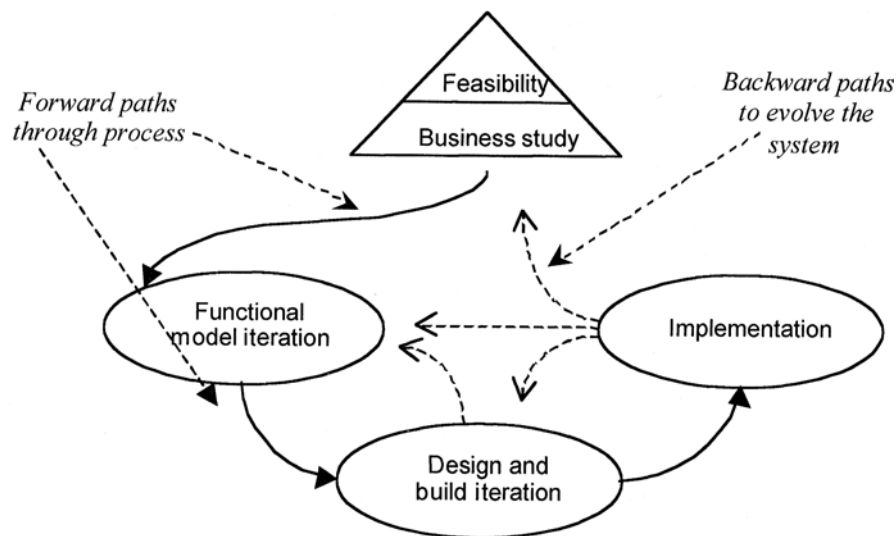 Feasibility
Business study
Forward paths
through process
Backward paths
to evolve the
system
Functional
model iteration
Implementation
Design and
build iteration